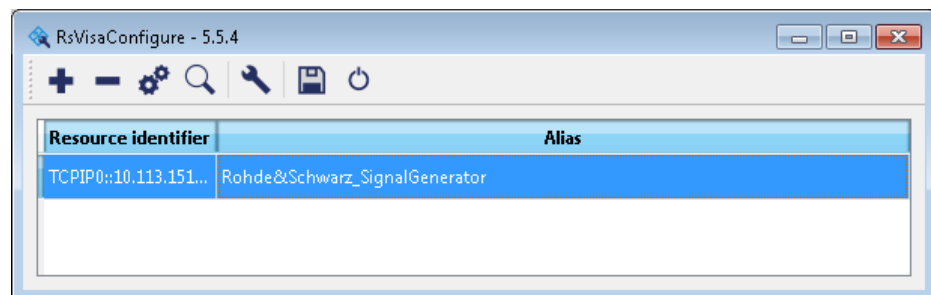 RsVisaConfigure - 5.5.4
Resource identifier Alias
TCPIP0::10.113.151... Rohde&Schwarz_SignalGenerator